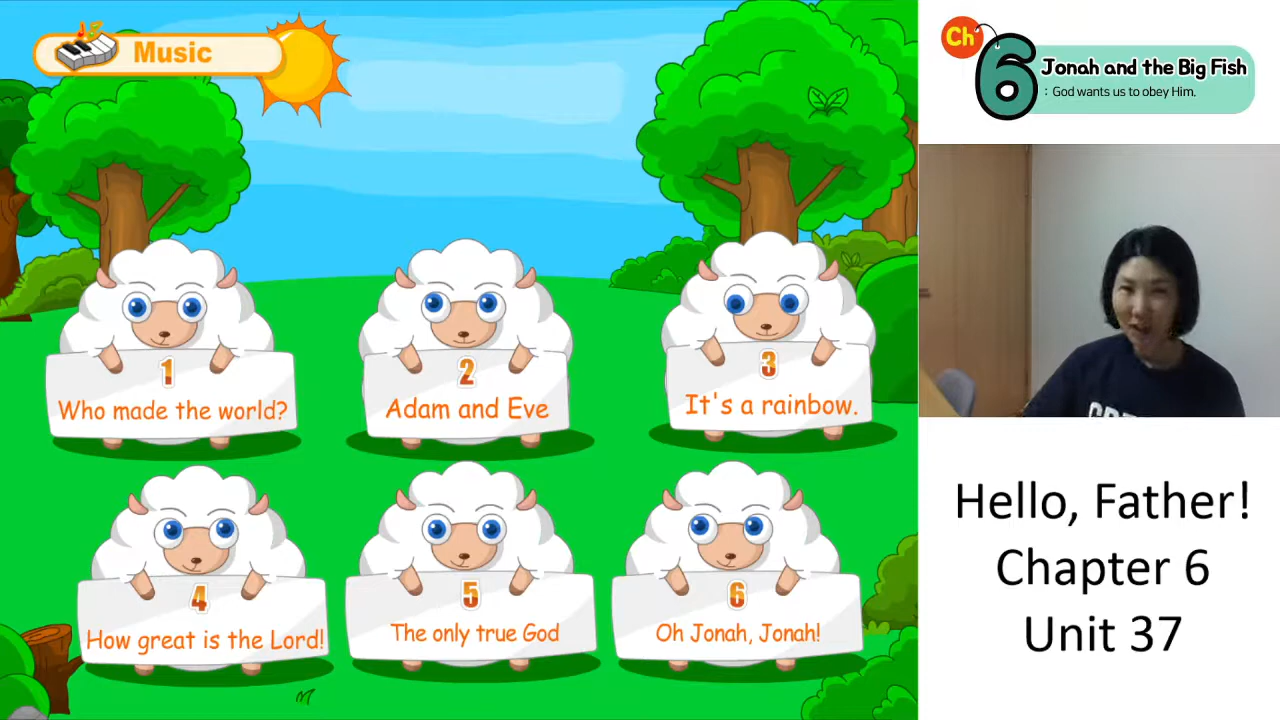 Music
1
Who made the world?
2
Adam and Eve
3
It's a rainbow.
4
How great is the Lord!
5
The only true God
6
Oh Jonah, Jonah!
Ch
6
Jonah and the Big Fish
: God wants us to obey Him.
Hello, Father!
Chapter 6
Unit 37